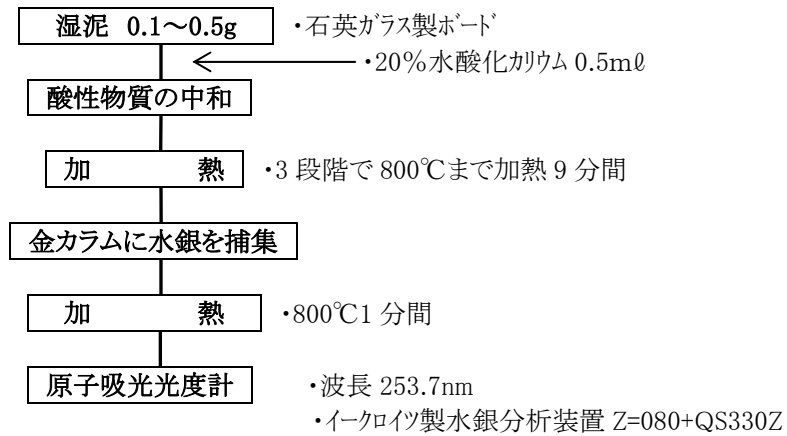 湿泥 0.1～0.5g ・石英ｶﾞﾗｽ製ﾎﾞｰﾄﾞ
・20％水酸化ｶﾘｳﾑ 0.5mℓ
酸性物質の中和
加 熱 ・3 段階で 800℃まで加熱 9 分間
金カラムに水銀を捕集
加 熱 ・800℃1 分間
原子吸光光度計 ・波長 253.7nm
・ｲｰｸﾛｲﾂ製水銀分析装置 Z=080+QS330Z